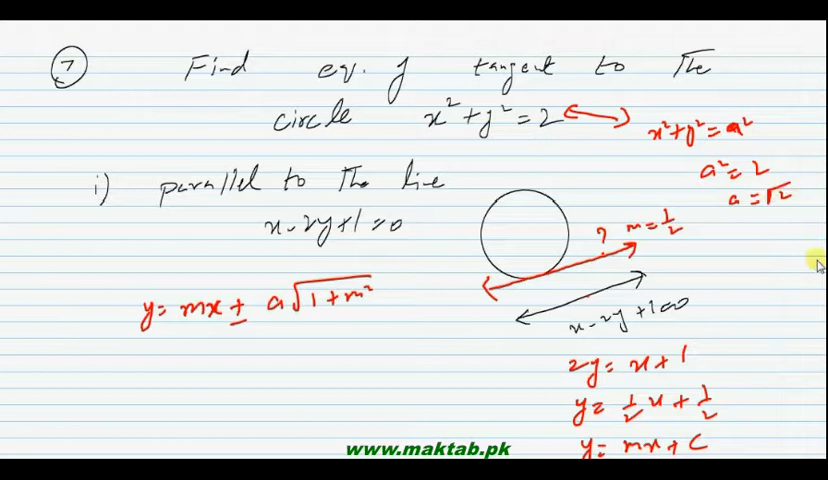 7 Find eq. of tangent to the
circle x² + y² = 2
x² + y² = a²
a² = 2
a = √2
i) parallel to the line
x - 2y + 1 = 0
? m = 1/2
y = mx ± a√(1 + m²)
x - 2y + 1 = 0
2y = x + 1
y = 1/2 x + 1/2
y = mx + c
www.maktab.pk